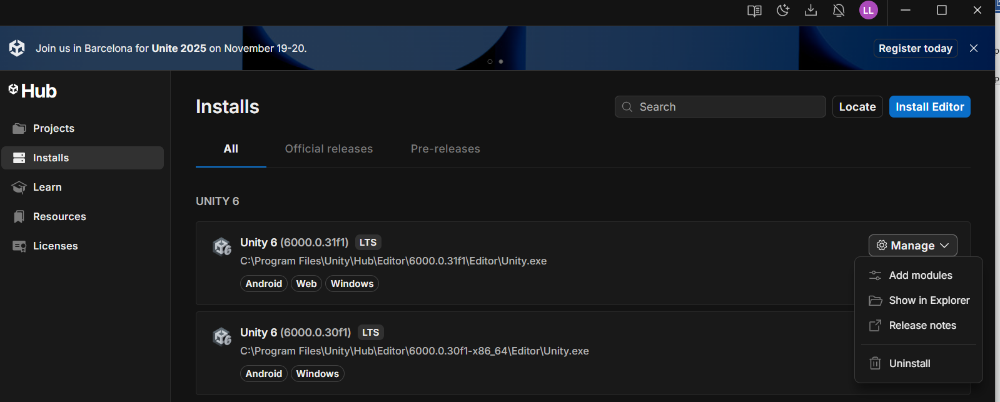 LL
Join us in Barcelona for Unite 2025 on November 19-20.
Register today
Hub
Projects
Installs
Learn
Resources
Licenses
Installs
Search
Locate
Install Editor
All
Official releases
Pre-releases
UNITY 6
Unity 6 (6000.0.31f1) LTS
C:\Program Files\Unity\Hub\Editor\6000.0.31f1\Editor\Unity.exe
Android Web Windows
Manage
Add modules
Show in Explorer
Release notes
Uninstall
Unity 6 (6000.0.30f1) LTS
C:\Program Files\Unity\Hub\Editor\6000.0.30f1-x86_64\Editor\Unity.exe
Android Windows